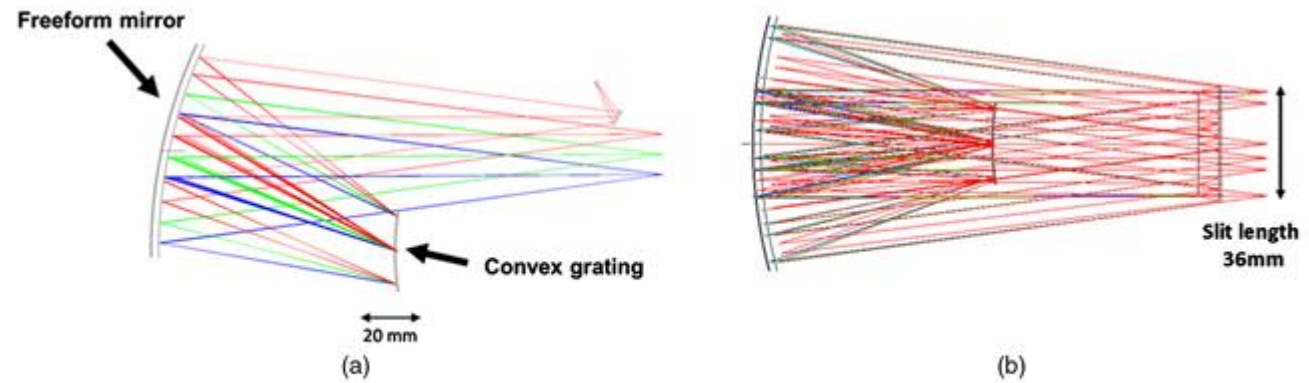 Freeform mirror
Convex grating
20 mm
(a)
Slit length
36mm
(b)